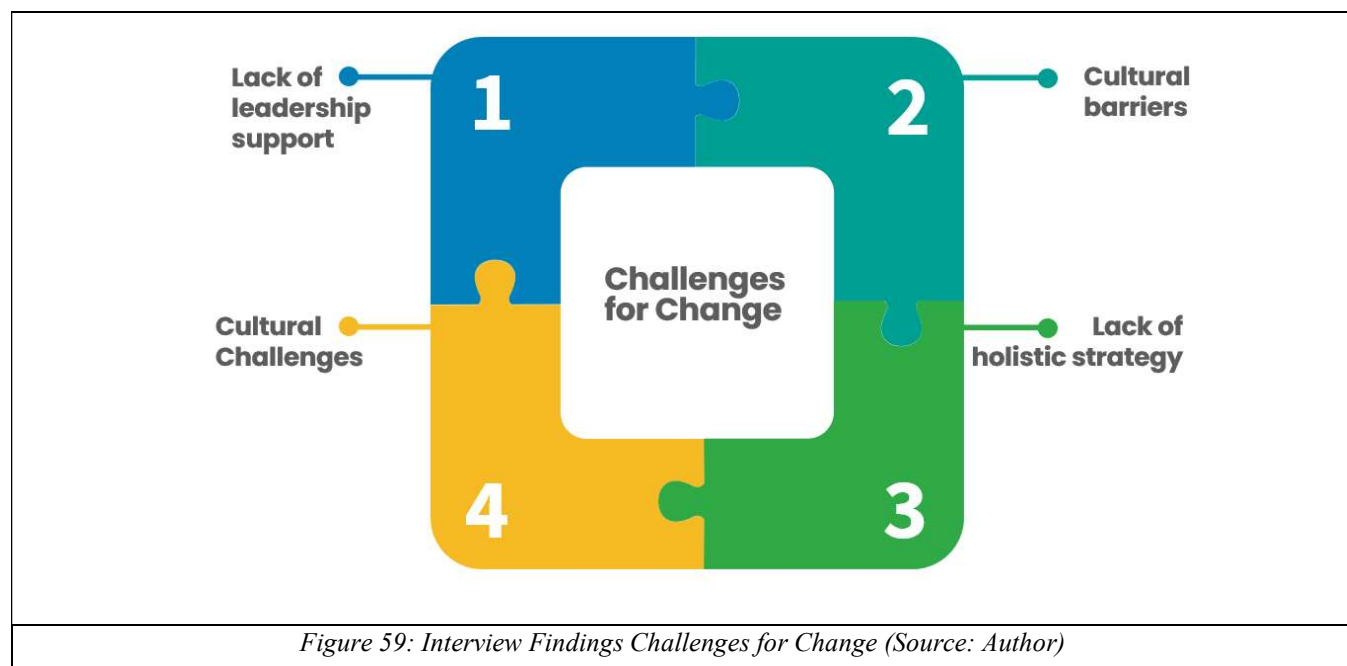 Lack of
leadership
support
1
2
Cultural
barriers
Challenges
for Change
Cultural
Challenges
Lack of
holistic strategy
4
3
Figure 59: Interview Findings Challenges for Change (Source: Author)